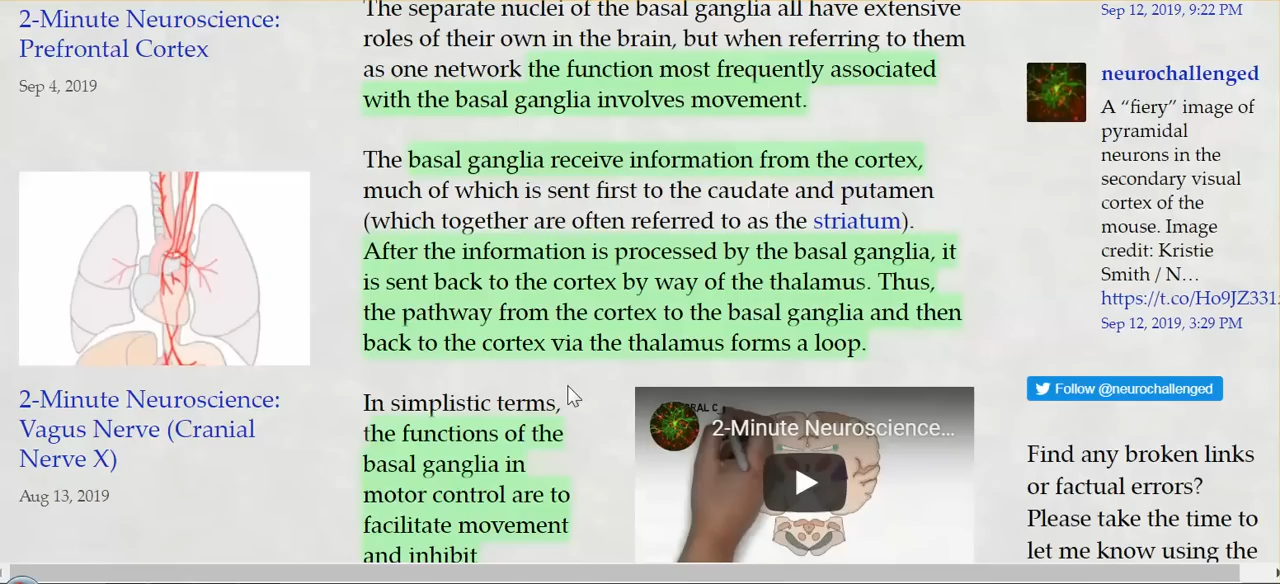 2-Minute Neuroscience:
Prefrontal Cortex
Sep 4, 2019
2-Minute Neuroscience:
Vagus Nerve (Cranial
Nerve X)
Aug 13, 2019
The separate nuclei of the basal ganglia all have extensive
roles of their own in the brain, but when referring to them
as one network the function most frequently associated
with the basal ganglia involves movement.
The basal ganglia receive information from the cortex,
much of which is sent first to the caudate and putamen
(which together are often referred to as the striatum).
After the information is processed by the basal ganglia, it
is sent back to the cortex by way of the thalamus. Thus,
the pathway from the cortex to the basal ganglia and then
back to the cortex via the thalamus forms a loop.
In simplistic terms,
the functions of the
basal ganglia in
motor control are to
facilitate movement
and inhibit
2-Minute Neuroscience...
Sep 12, 2019, 9:22 PM
neurochallenged
A “fiery” image of
pyramidal
neurons in the
secondary visual
cortex of the
mouse. Image
credit: Kristie
Smith / N…
https://t.co/Ho9JZ331
Sep 12, 2019, 3:29 PM
Follow @neurochallenged
Find any broken links
or factual errors?
Please take the time to
let me know using the